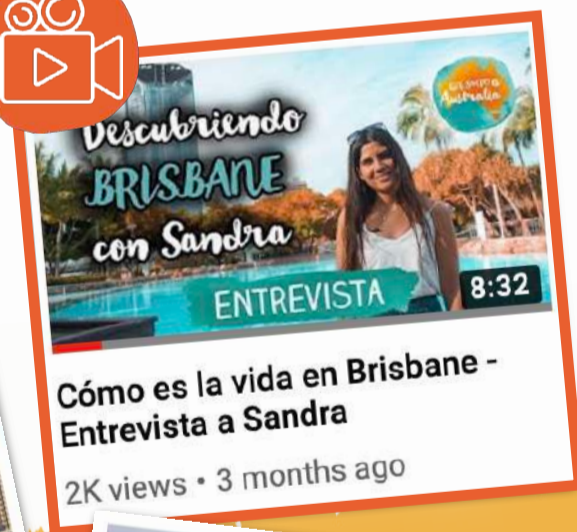 Descubriendo
BRISBANE
con Sandra
Australia
ENTREVISTA
8:32
Cómo es la vida en Brisbane -
Entrevista a Sandra
2K views • 3 months ago